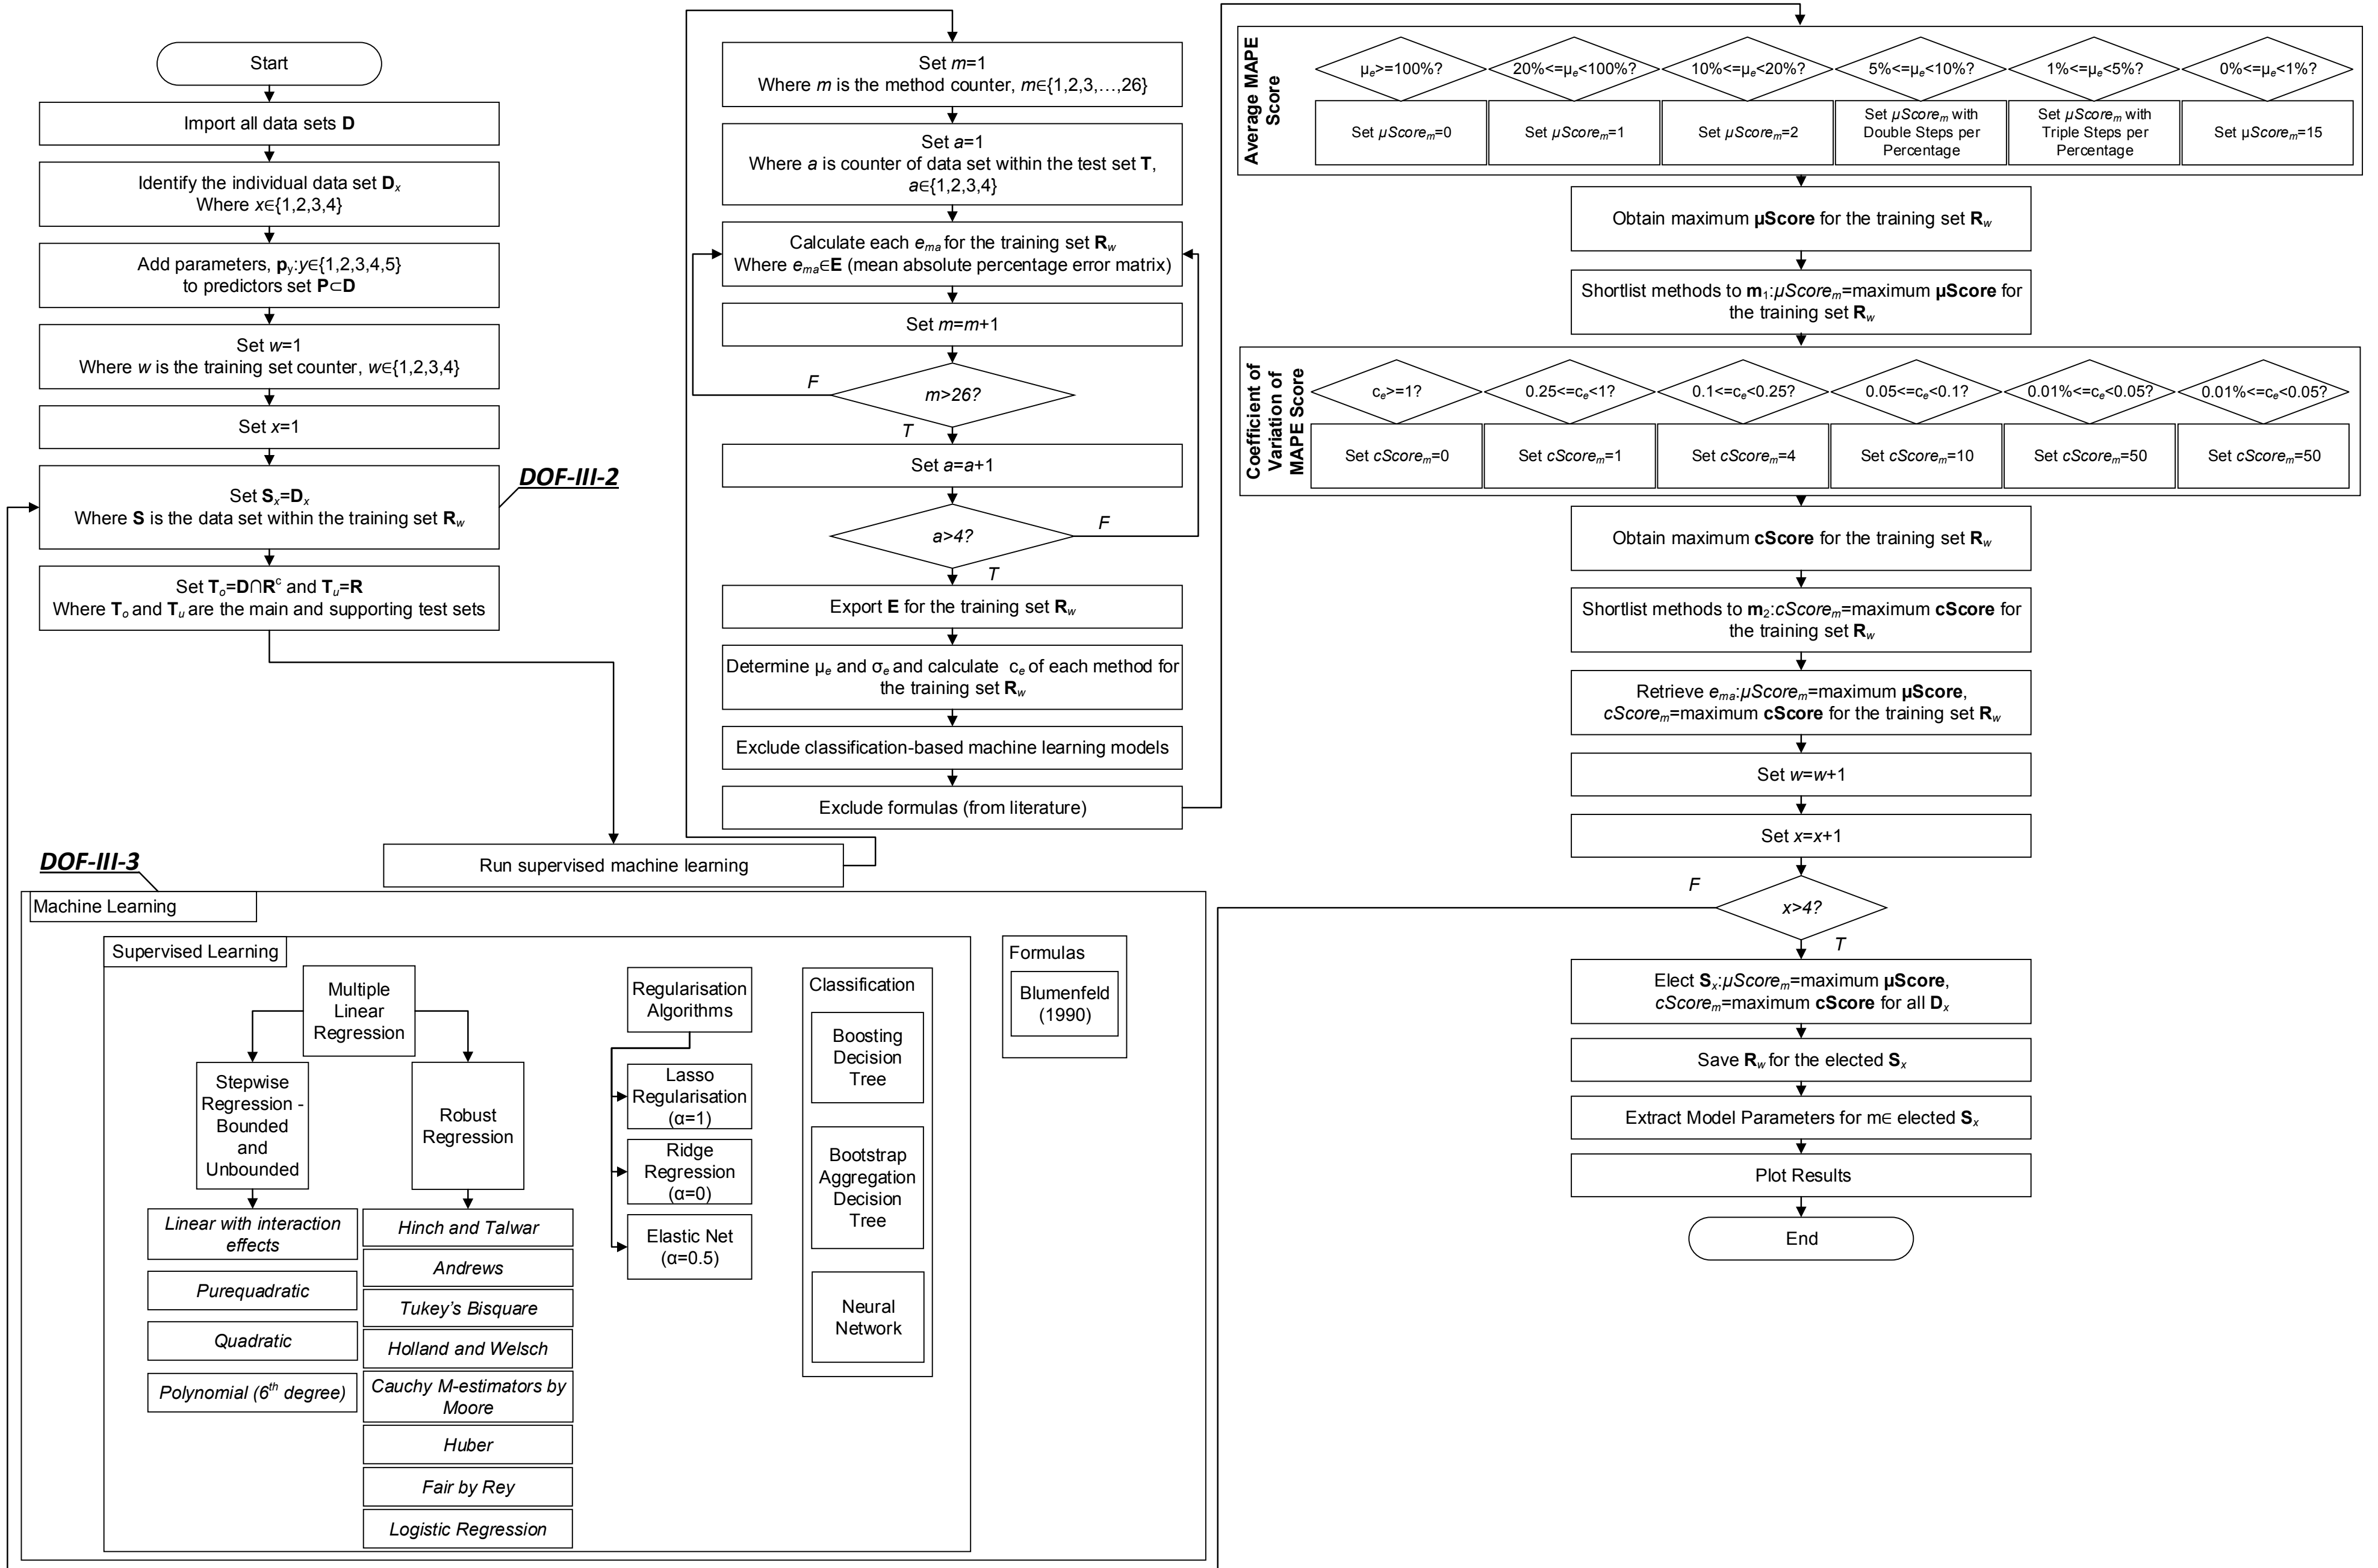 Start
Import all data sets D
Identify the individual data set Dx
Where x∈{1,2,3,4}
Add parameters, py:y∈{1,2,3,4,5}
to predictors set P⊂D
Set w=1
Where w is the training set counter, w∈{1,2,3,4}
Set x=1
DOF-III-2
Set Sx=Dx
Where S is the data set within the training set Rw
Set To=D∩Rᶜ and Tu=R
Where To and Tu are the main and supporting test sets
Run supervised machine learning
DOF-III-3
Machine Learning
Supervised Learning
Multiple
Linear
Regression
Stepwise
Regression -
Bounded
and
Unbounded
Robust
Regression
Linear with interaction
effects
Purequadratic
Quadratic
Polynomial (6th degree)
Hinch and Talwar
Andrews
Tukey's Bisquare
Holland and Welsch
Cauchy M-estimators by
Moore
Huber
Fair by Rey
Logistic Regression
Regularisation
Algorithms
Lasso
Regularisation
(α=1)
Ridge
Regression
(α=0)
Elastic Net
(α=0.5)
Classification
Boosting
Decision
Tree
Bootstrap
Aggregation
Decision
Tree
Neural
Network
Formulas
Blumenfeld
(1990)
Set m=1
Where m is the method counter, m∈{1,2,3,…,26}
Set a=1
Where a is counter of data set within the test set T,
a∈{1,2,3,4}
Calculate each ema for the training set Rw
Where ema∈E (mean absolute percentage error matrix)
Set m=m+1
F
m>26?
T
Set a=a+1
F
a>4?
T
Export E for the training set Rw
Determine µe and σe and calculate ce of each method for
the training set Rw
Exclude classification-based machine learning models
Exclude formulas (from literature)
Average MAPE
Score
µe>=100%?
20%<=µe<100%?
10%<=µe<20%?
5%<=µe<10%?
1%<=µe<5%?
0%<=µe<1%?
Set µScorem=0
Set µScorem=1
Set µScorem=2
Set µScorem with
Double Steps per
Percentage
Set µScorem with
Triple Steps per
Percentage
Set µScorem=15
Obtain maximum µScore for the training set Rw
Shortlist methods to m1:µScorem=maximum µScore for
the training set Rw
Coefficient of
Variation of
MAPE Score
ce>=1?
0.25<=ce<1?
0.1<=ce<0.25?
0.05<=ce<0.1?
0.01%<=ce<0.05?
0.01%<=ce<0.05?
Set cScorem=0
Set cScorem=1
Set cScorem=4
Set cScorem=10
Set cScorem=50
Set cScorem=50
Obtain maximum cScore for the training set Rw
Shortlist methods to m2:cScorem=maximum cScore for
the training set Rw
Retrieve ema:µScorem=maximum µScore,
cScorem=maximum cScore for the training set Rw
Set w=w+1
Set x=x+1
F
x>4?
T
Elect Sx:µScorem=maximum µScore,
cScorem=maximum cScore for all Dx
Save Rw for the elected Sx
Extract Model Parameters for m∈ elected Sx
Plot Results
End